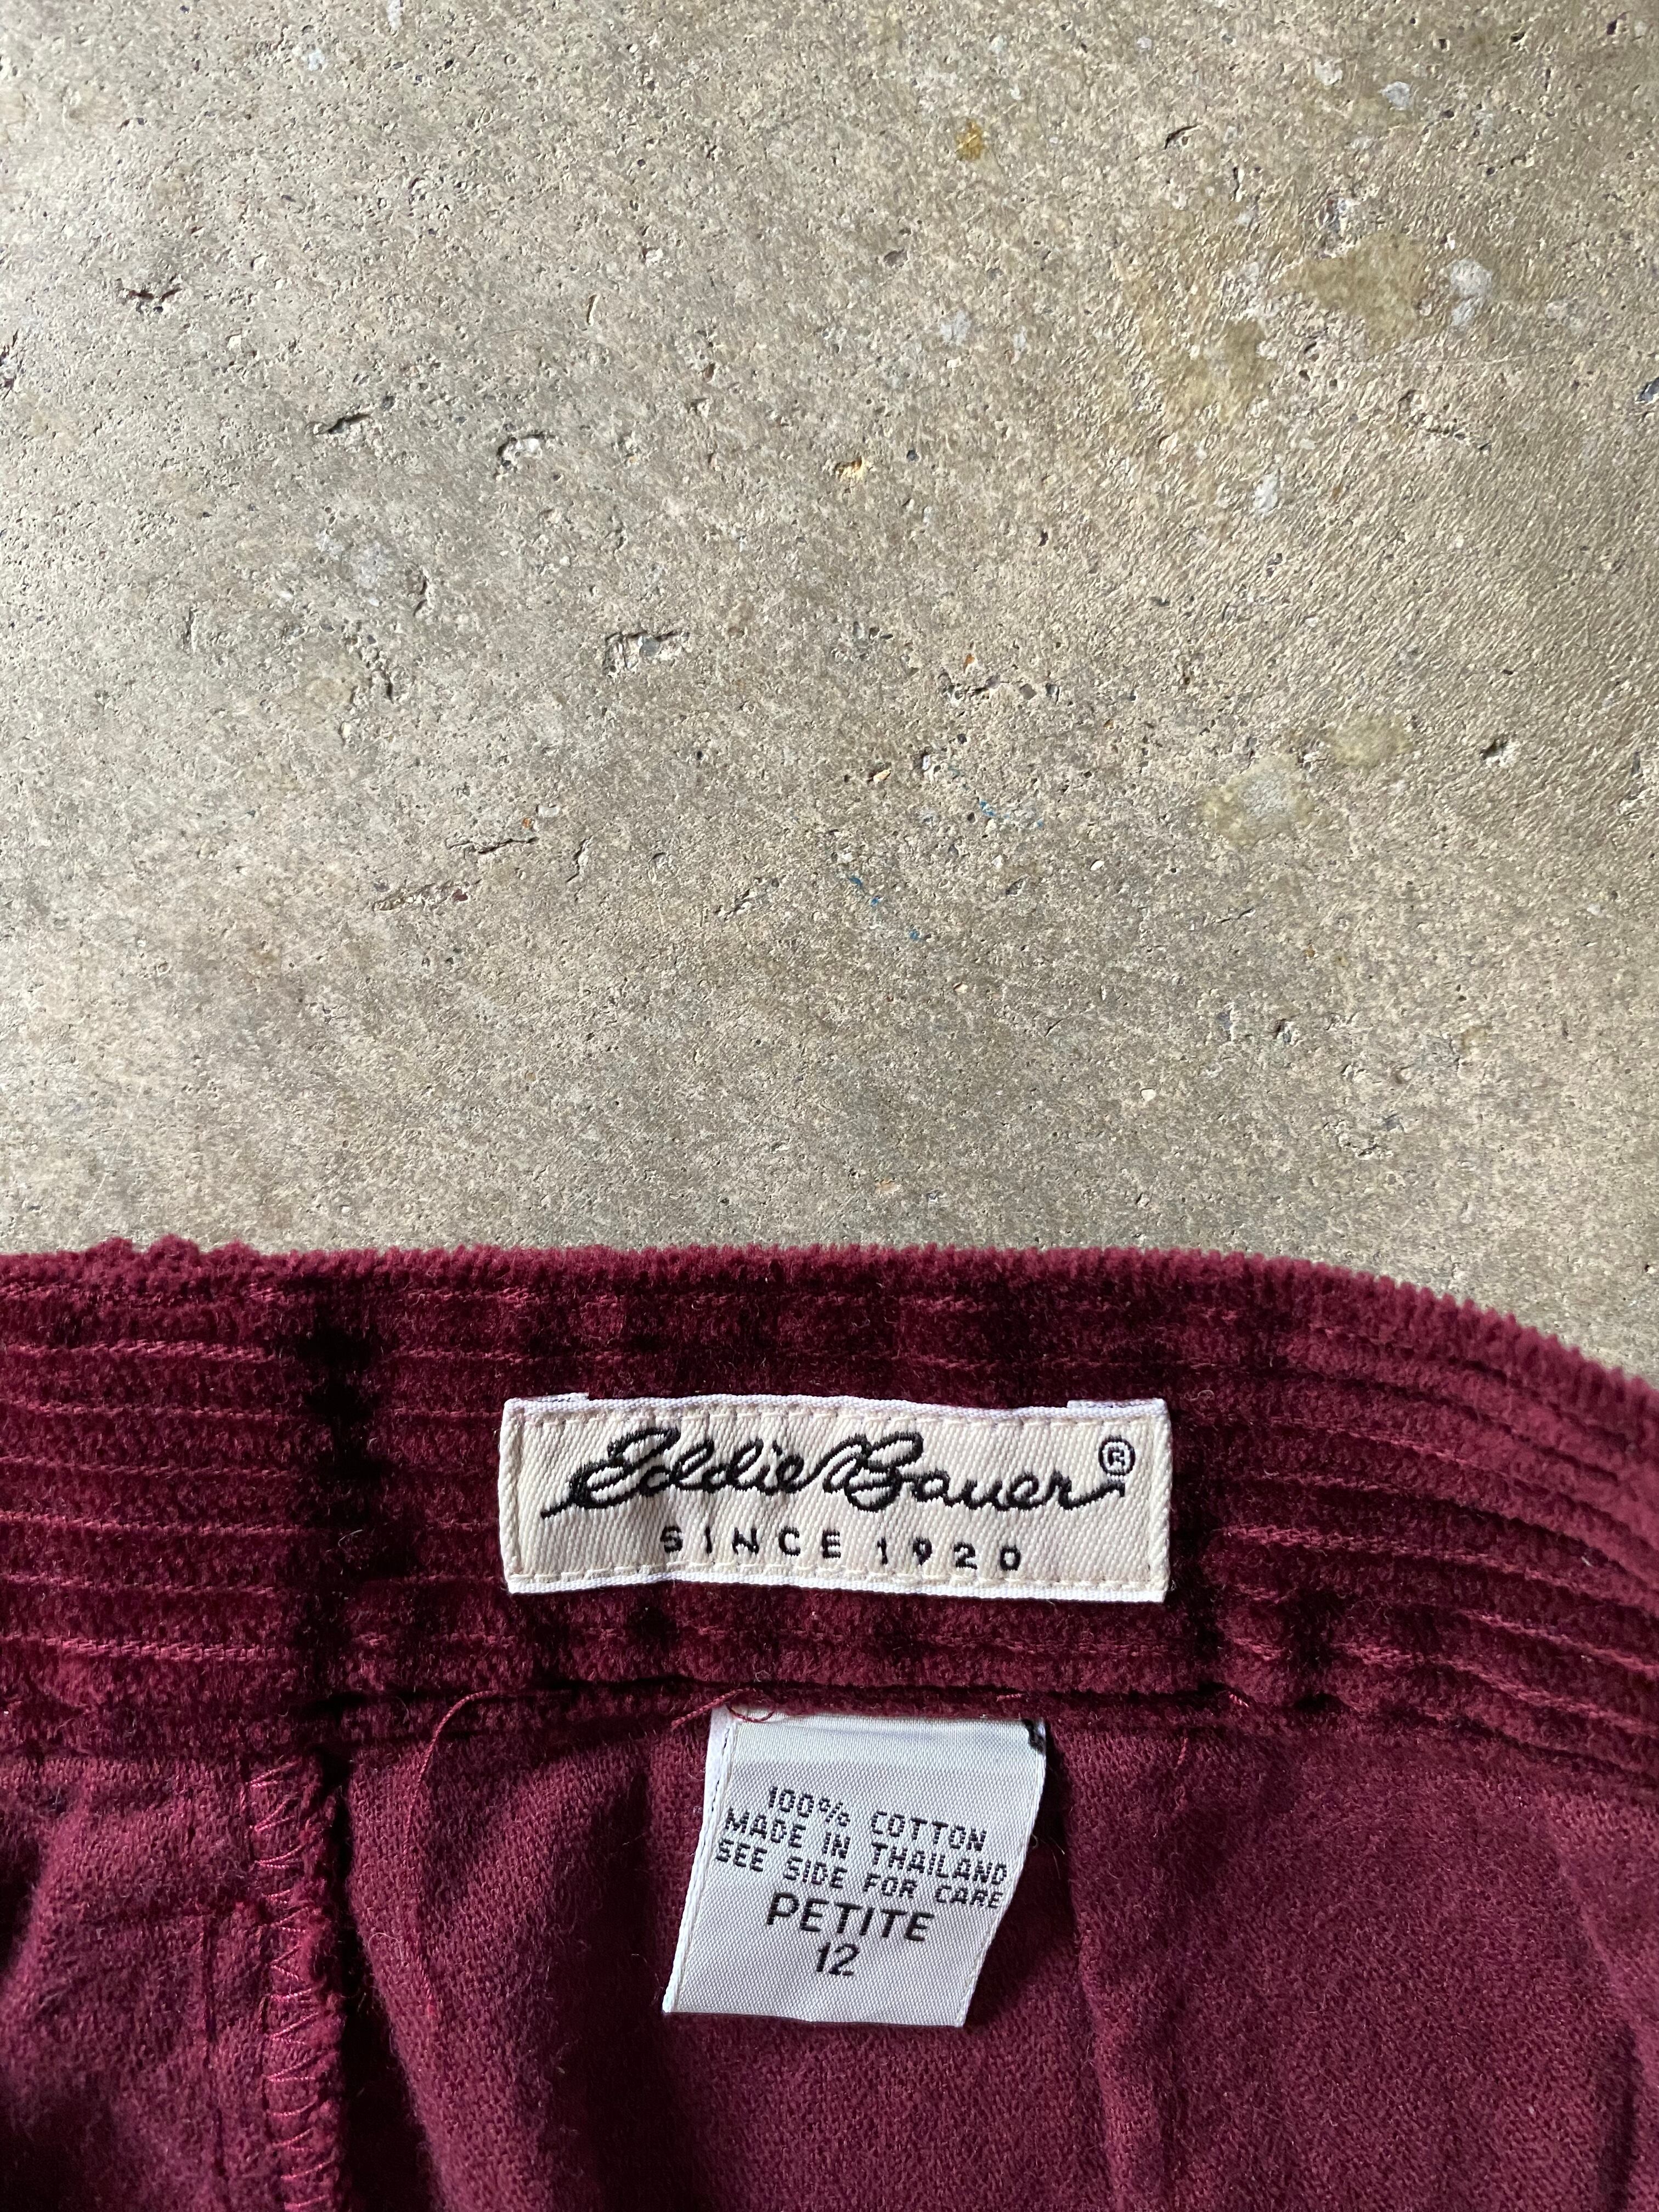 Eddie Bauer®
SINCE 1920
100% COTTON
MADE IN THAILAND
SEE SIDE FOR CARE
PETITE
12